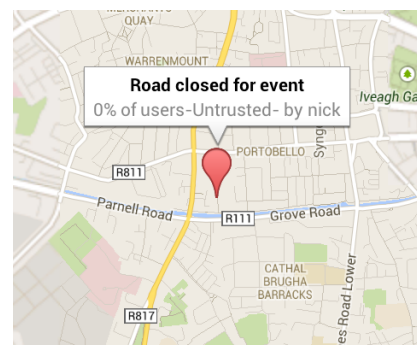 MERCHANTS
QUAY
WARRENMOUNT
Road closed for event
0% of users-Untrusted- by nick
Iveagh Ga
PORTOBELLO
Syng
R811
Parnell Road
R111
Grove Road
CATHAL
BRUGHA
BARRACKS
R817
es Road Lower